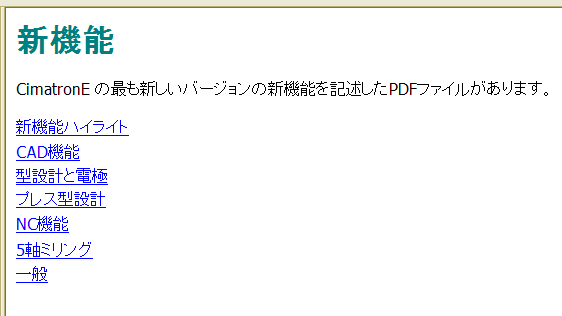 新機能
CimatronE の最も新しいバージョンの新機能を記述したPDFファイルがあります。
新機能ハイライト
CAD機能
型設計と電極
プレス型設計
NC機能
5軸ミリング
一般